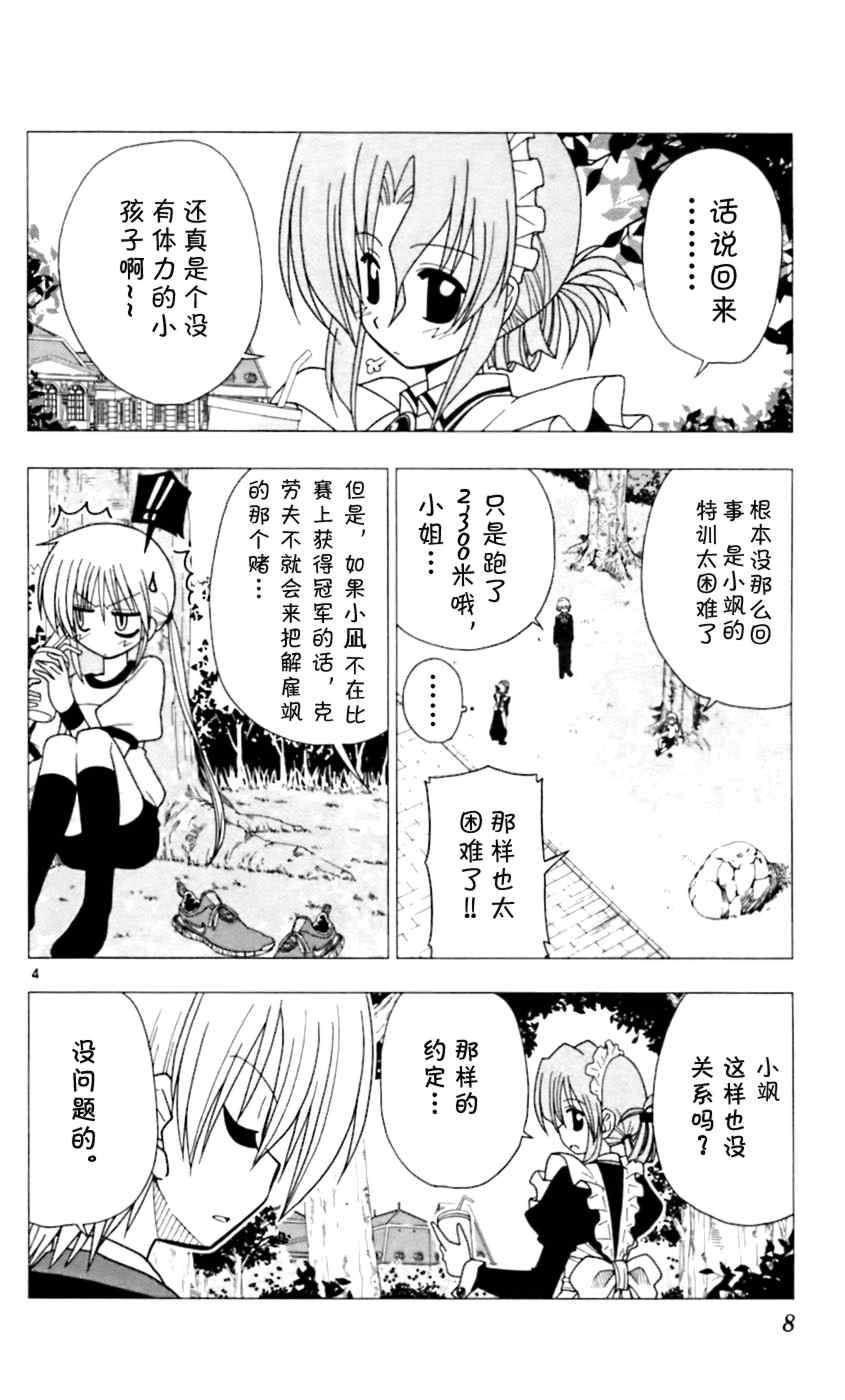 话说回来
………
还真是个没
有体力的小
孩子啊~~
根本没那么回
事 是小飒的
特训太困难了
只是跑了
2,300米哦,
小姐…
……
那样也太
困难了!!
但是,如果小凪不在比
赛上获得冠军的话,克
劳夫不就会来把解雇飒
的那个赌…
!!
4
小飒
这样也没
关系吗?
那样的
约定…
没问题的。
8